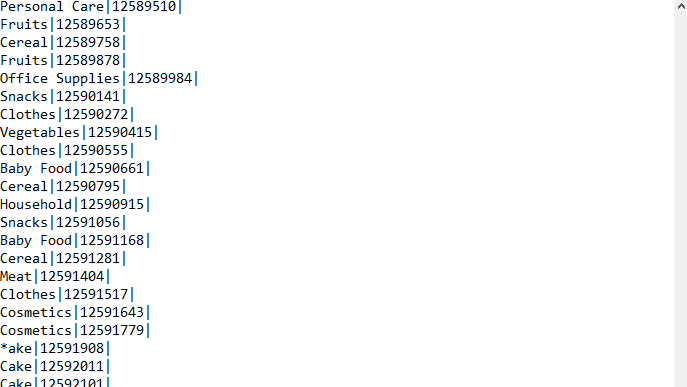 Personal Care|12589510|
Fruits|12589653|
Cereal|12589758|
Fruits|12589878|
Office Supplies|12589984|
Snacks|12590141|
Clothes|12590272|
Vegetables|12590415|
Clothes|12590555|
Baby Food|12590661|
Cereal|12590795|
Household|12590915|
Snacks|12591056|
Baby Food|12591168|
Cereal|12591281|
Meat|12591404|
Clothes|12591517|
Cosmetics|12591643|
Cosmetics|12591779|
*ake|12591908|
Cake|12592011|
Cake|12592101|